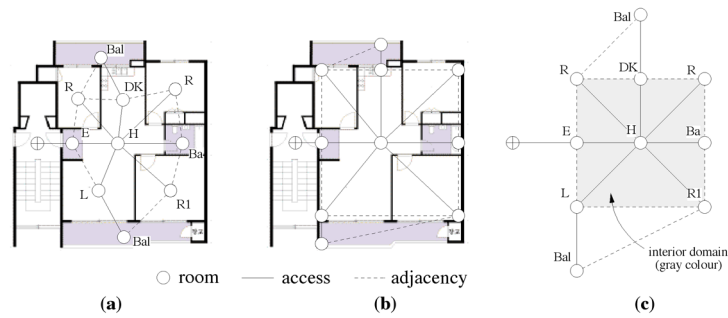 Bal
R
DK
R
E
H
Ba
L
R1
Bal
Bal
R
DK
R
E
H
Ba
L
R1
Bal
interior domain
(gray colour)
room
access
adjacency
(a)
(b)
(c)